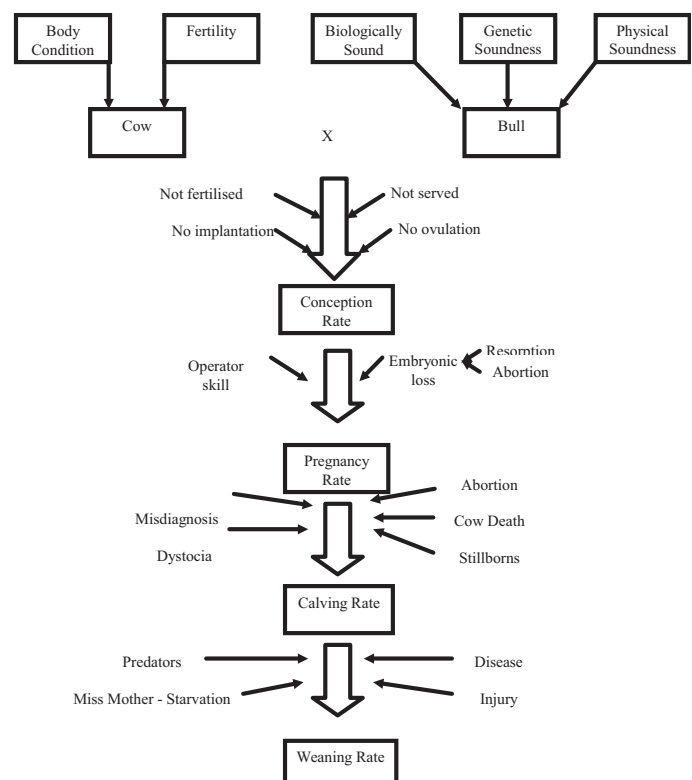 Body
Condition
Fertility
Biologically
Sound
Genetic
Soundness
Physical
Soundness
Cow
X
Bull
Not fertilised
Not served
No implantation
No ovulation
Conception
Rate
Operator
skill
Embryonic
loss
Resorption
Abortion
Pregnancy
Rate
Misdiagnosis
Dystocia
Abortion
Cow Death
Stillborns
Calving Rate
Predators
Disease
Miss Mother - Starvation
Injury
Weaning Rate